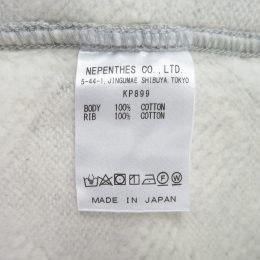 NEPENTHES CO., LTD.
5-44-1, JINGUMAE SHIBUYA, TOKYO
KP899
BODY 100% COTTON
RIB 100% COTTON
MADE IN JAPAN